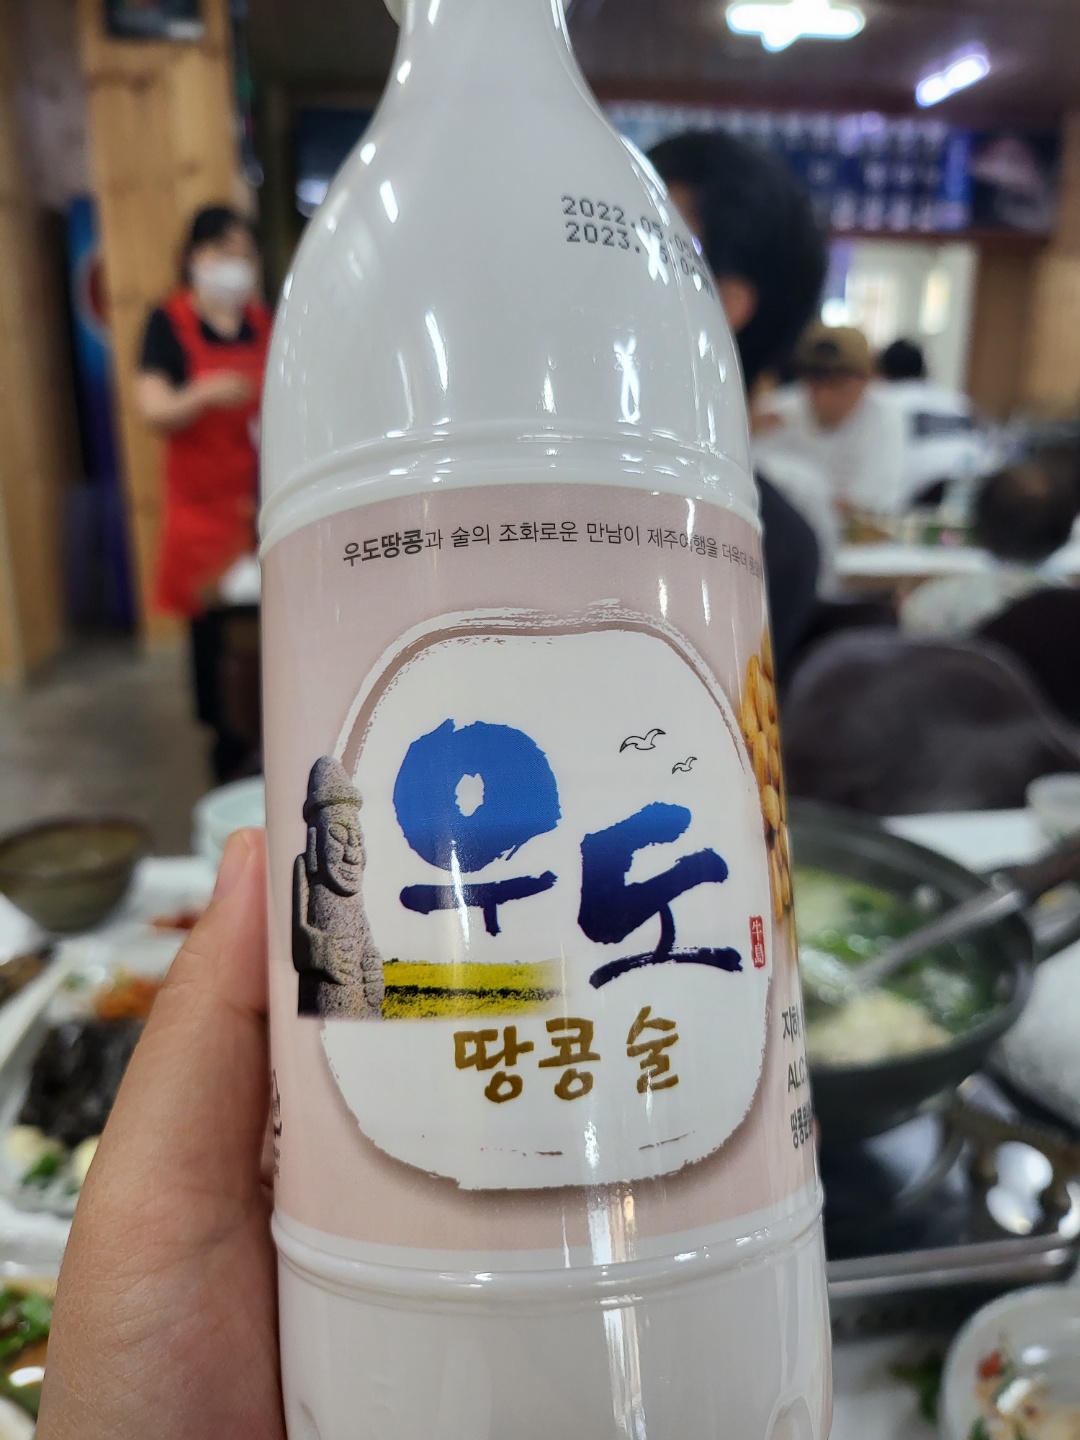 2022.05.0
2023.
우도땅콩과 술의 조화로운 만남이 제주여행을 더욱더
우도
牛島
땅콩 술
ALC